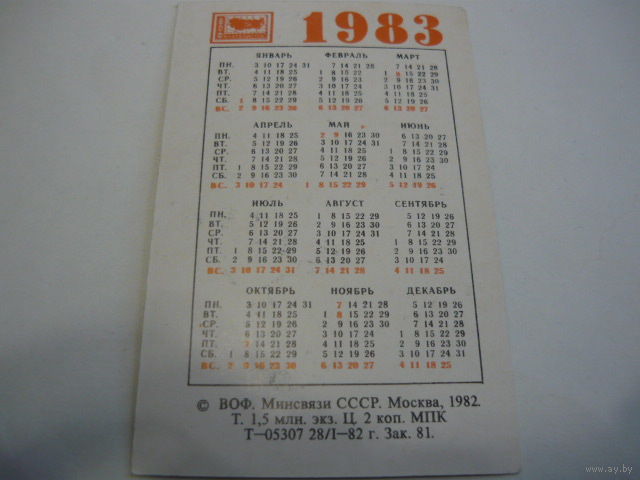 1983
ЯНВАРЬ ФЕВРАЛЬ МАРТ
ПН. 3 10 17 24 31 7 14 21 28 7 14 21 28
ВТ. 4 11 18 25 1 8 15 22 1 8 15 22 29
СР. 5 12 19 26 2 9 16 23 2 9 16 23 30
ЧТ. 6 13 20 27 3 10 17 24 3 10 17 24 31
ПТ. 7 14 21 28 4 11 18 25 4 11 18 25
СБ. 1 8 15 22 29 5 12 19 26 5 12 19 26
ВС. 2 9 16 23 30 6 13 20 27 6 13 20 27
АПРЕЛЬ МАЙ ИЮНЬ
ПН. 4 11 18 25 2 9 16 23 30 6 13 20 27
ВТ. 5 12 19 26 3 10 17 24 31 7 14 21 28
СР. 6 13 20 27 4 11 18 25 1 8 15 22 29
ЧТ. 7 14 21 28 5 12 19 26 2 9 16 23 30
ПТ. 1 8 15 22 29 6 13 20 27 3 10 17 24
СБ. 2 9 16 23 30 7 14 21 28 4 11 18 25
ВС. 3 10 17 24 1 8 15 22 29 5 12 19 26
ИЮЛЬ АВГУСТ СЕНТЯБРЬ
ПН. 4 11 18 25 1 8 15 22 29 5 12 19 26
ВТ. 5 12 19 26 2 9 16 23 30 6 13 20 27
СР. 6 13 20 27 3 10 17 24 31 7 14 21 28
ЧТ. 7 14 21 28 4 11 18 25 1 8 15 22 29
ПТ. 1 8 15 22 29 5 12 19 26 2 9 16 23 30
СБ. 2 9 16 23 30 6 13 20 27 3 10 17 24
ВС. 3 10 17 24 31 7 14 21 28 4 11 18 25
ОКТЯБРЬ НОЯБРЬ ДЕКАБРЬ
ПН. 3 10 17 24 31 7 14 21 28 5 12 19 26
ВТ. 4 11 18 25 1 8 15 22 29 6 13 20 27
СР. 5 12 19 26 2 9 16 23 30 7 14 21 28
ЧТ. 6 13 20 27 3 10 17 24 1 8 15 22 29
ПТ. 7 14 21 28 4 11 18 25 2 9 16 23 30
СБ. 1 8 15 22 29 5 12 19 26 3 10 17 24 31
ВС. 2 9 16 23 30 6 13 20 27 4 11 18 25
© ВОФ. Минсвязи СССР. Москва, 1982.
Т. 1,5 млн. экз. Ц. 2 коп. МПК
Т—05307 28/I—82 г. Зак. 81.
www.ay.by